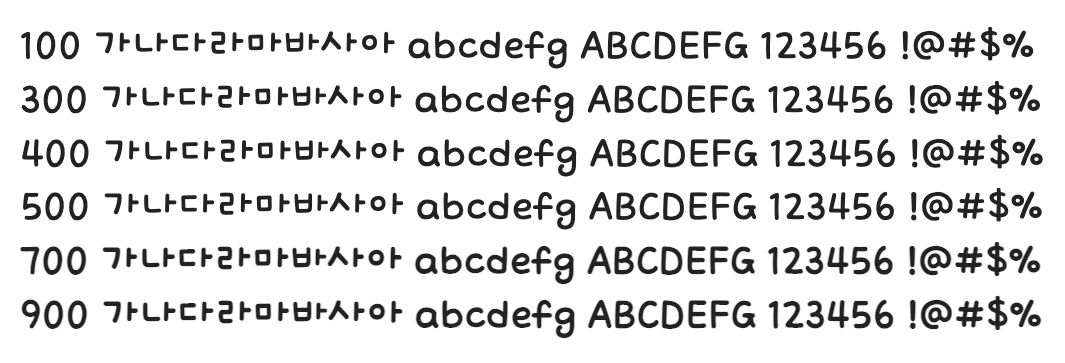 100 가나다라마바사아 abcdefg ABCDEFG 123456 !@#$%
300 가나다라마바사아 abcdefg ABCDEFG 123456 !@#$%
400 가나다라마바사아 abcdefg ABCDEFG 123456 !@#$%
500 가나다라마바사아 abcdefg ABCDEFG 123456 !@#$%
700 가나다라마바사아 abcdefg ABCDEFG 123456 !@#$%
900 가나다라마바사아 abcdefg ABCDEFG 123456 !@#$%